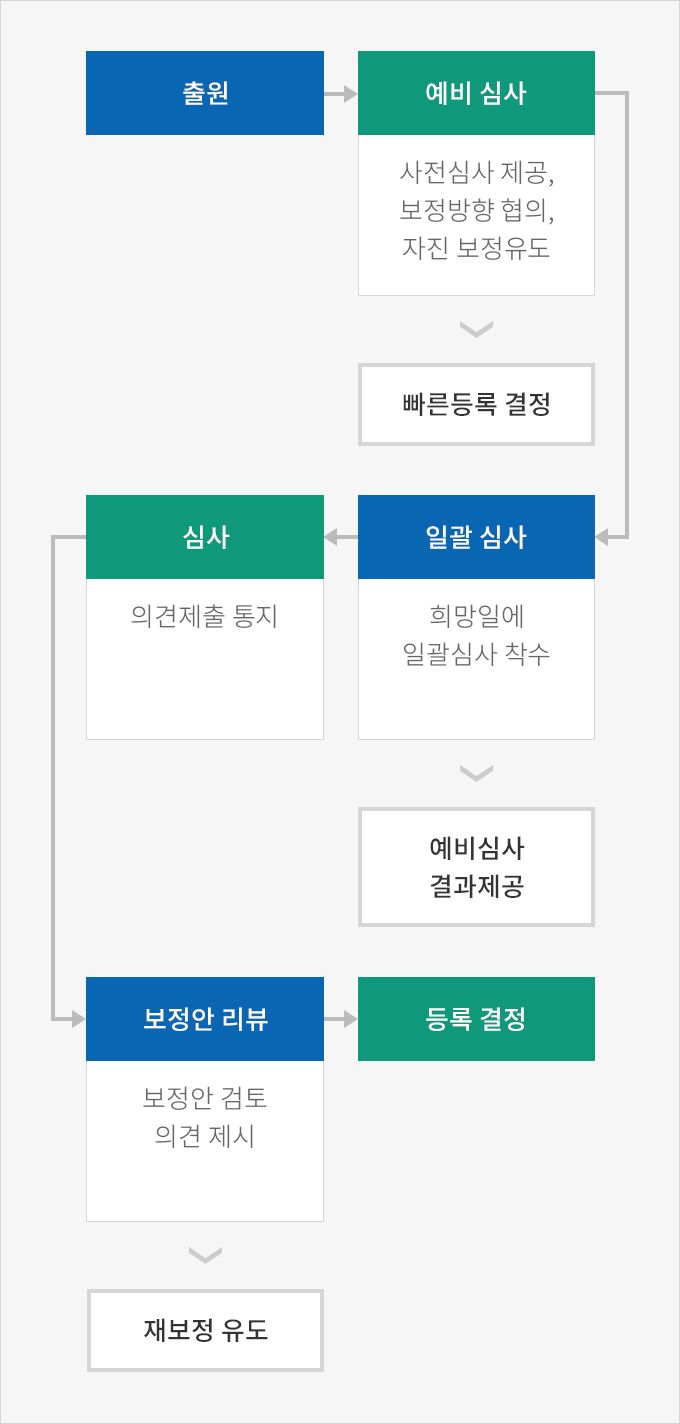 출원
예비 심사
사전심사 제공,
보정방향 협의,
자진 보정유도
빠른등록 결정
일괄 심사
희망일에
일괄심사 착수
예비심사
결과제공
심사
의견제출 통지
보정안 리뷰
보정안 검토
의견 제시
재보정 유도
등록 결정